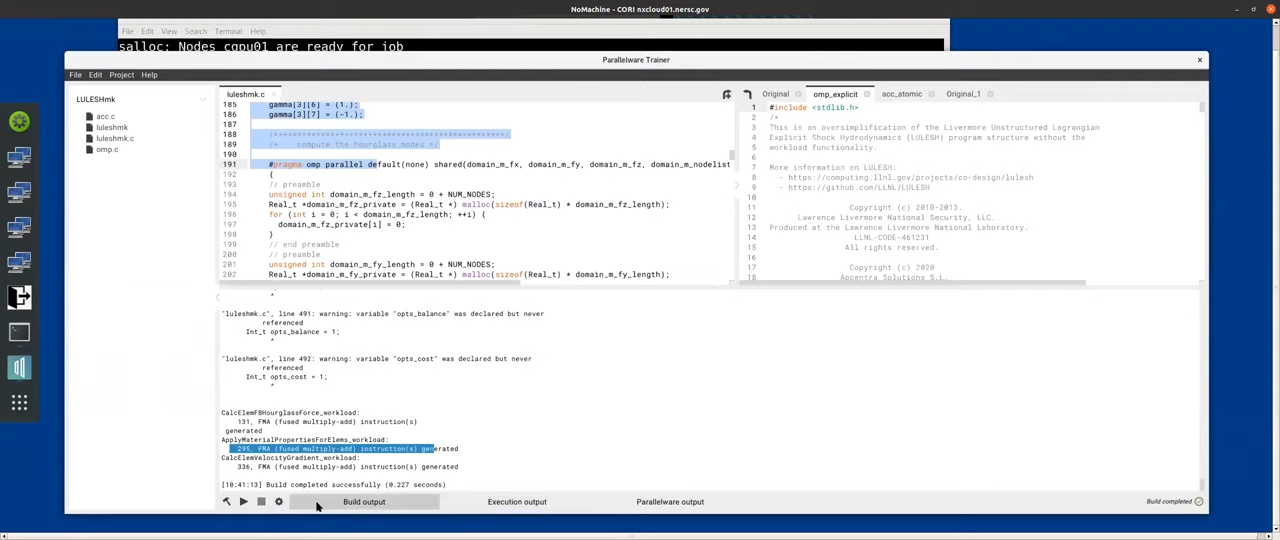 NoMachine - CORI nxcloud01.nersc.gov
File Edit View Search Terminal Help
salloc: Nodes cgpu01 are ready for job
Parallelware Trainer
File Edit Project Help
LULESHmk
acc.c
luleshmk
luleshmk.c
omp.c
luleshmk.c
185 gamma[3][6] = (1.);
186 gamma[3][7] = (-1.);
187
188 /*************************************************/
189 /* compute the hourglass modes */
190
191 #pragma omp parallel default(none) shared(domain_m_fx, domain_m_fy, domain_m_fz, domain_m_nodelist
192 {
193 // preamble
194 unsigned int domain_m_fz_length = 0 + NUM_NODES;
195 Real_t *domain_m_fz_private = (Real_t *) malloc(sizeof(Real_t) * domain_m_fz_length);
196 for (int i = 0; i < domain_m_fz_length; ++i) {
197 domain_m_fz_private[i] = 0;
198 }
199 // end preamble
200 // preamble
201 unsigned int domain_m_fy_length = 0 + NUM_NODES;
202 Real_t *domain_m_fy_private = (Real_t *) malloc(sizeof(Real_t) * domain_m_fy_length);
Original omp_explicit acc_atomic Original_1
1 #include <stdlib.h>
2 /*
3 This is an oversimplification of the Livermore Unstructured Lagrangian
4 Explicit Shock Hydrodynamics (LULESH) program structure without the
5 workload functionality.
6
7 More information on LULESH:
8 - https://computing.llnl.gov/projects/co-design/lulesh
9 - https://github.com/LLNL/LULESH
10
11 Copyright (c) 2010-2013.
12 Lawrence Livermore National Security, LLC.
13 Produced at the Lawrence Livermore National Laboratory.
14 LLNL-CODE-461231
15 All rights reserved.
16
17 Copyright (c) 2020
18 Appentra Solutions S.L.
^
"luleshmk.c", line 491: warning: variable "opts_balance" was declared but never
referenced
Int_t opts_balance = 1;
^
"luleshmk.c", line 492: warning: variable "opts_cost" was declared but never
referenced
Int_t opts_cost = 1;
^
CalcElemFBHourglassForce_workload:
131, FMA (fused multiply-add) instruction(s)
generated
ApplyMaterialPropertiesForElems_workload:
295, FMA (fused multiply-add) instruction(s) generated
CalcElemVelocityGradient_workload:
336, FMA (fused multiply-add) instruction(s) generated
[10:41:13] Build completed successfully (0.227 seconds)
Build output Execution output Parallelware output Build completed